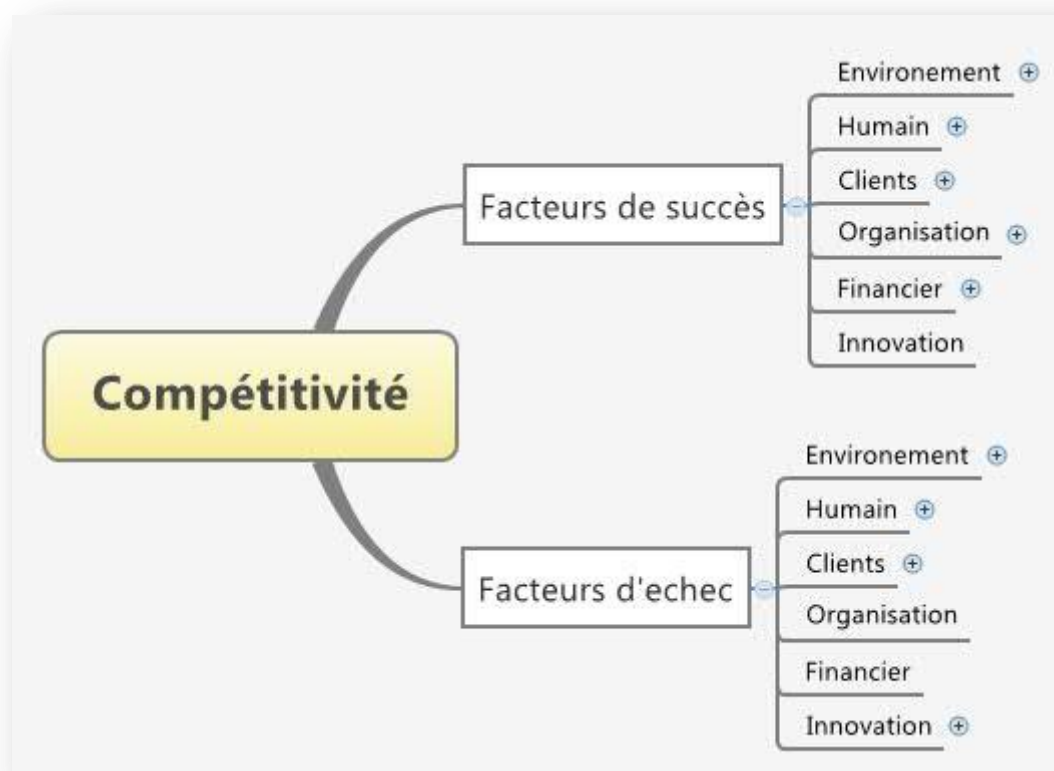 Compétitivité
Facteurs de succès
Environement
Humain
Clients
Organisation
Financier
Innovation
Facteurs d'echec
Environement
Humain
Clients
Organisation
Financier
Innovation